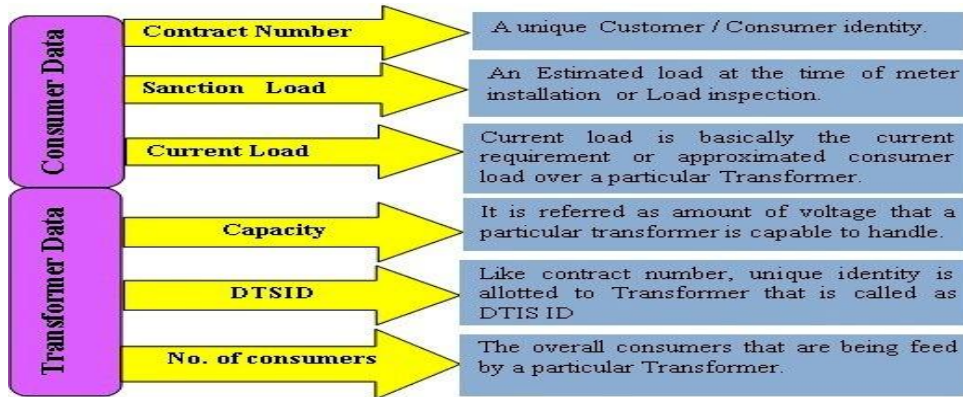 Consumer Data
Contract Number
A unique Customer / Consumer identity.
Sanction Load
An Estimated load at the time of meter
installation or Load inspection.
Current Load
Current load is basically the current
requirement or approximated consumer
load over a particular Transformer.
Transformer Data
Capacity
It is referred as amount of voltage that a
particular transformer is capable to handle.
DTSID
Like contract number, unique identity is
allotted to Transformer that is called as
DTIS ID
No. of consumers
The overall consumers that are being feed
by a particular Transformer.